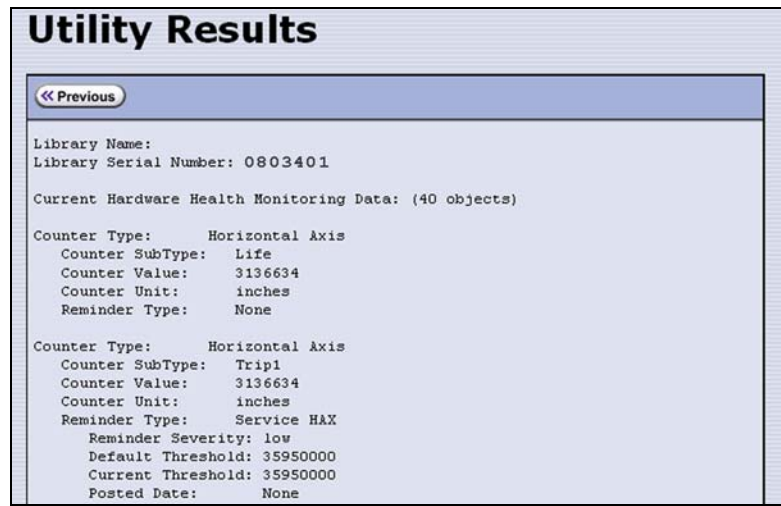 Utility Results
« Previous
Library Name:
Library Serial Number: 0803401
Current Hardware Health Monitoring Data: (40 objects)
Counter Type: Horizontal Axis
Counter SubType: Life
Counter Value: 3136634
Counter Unit: inches
Reminder Type: None
Counter Type: Horizontal Axis
Counter SubType: Trip1
Counter Value: 3136634
Counter Unit: inches
Reminder Type: Service HAX
Reminder Severity: low
Default Threshold: 35950000
Current Threshold: 35950000
Posted Date: None